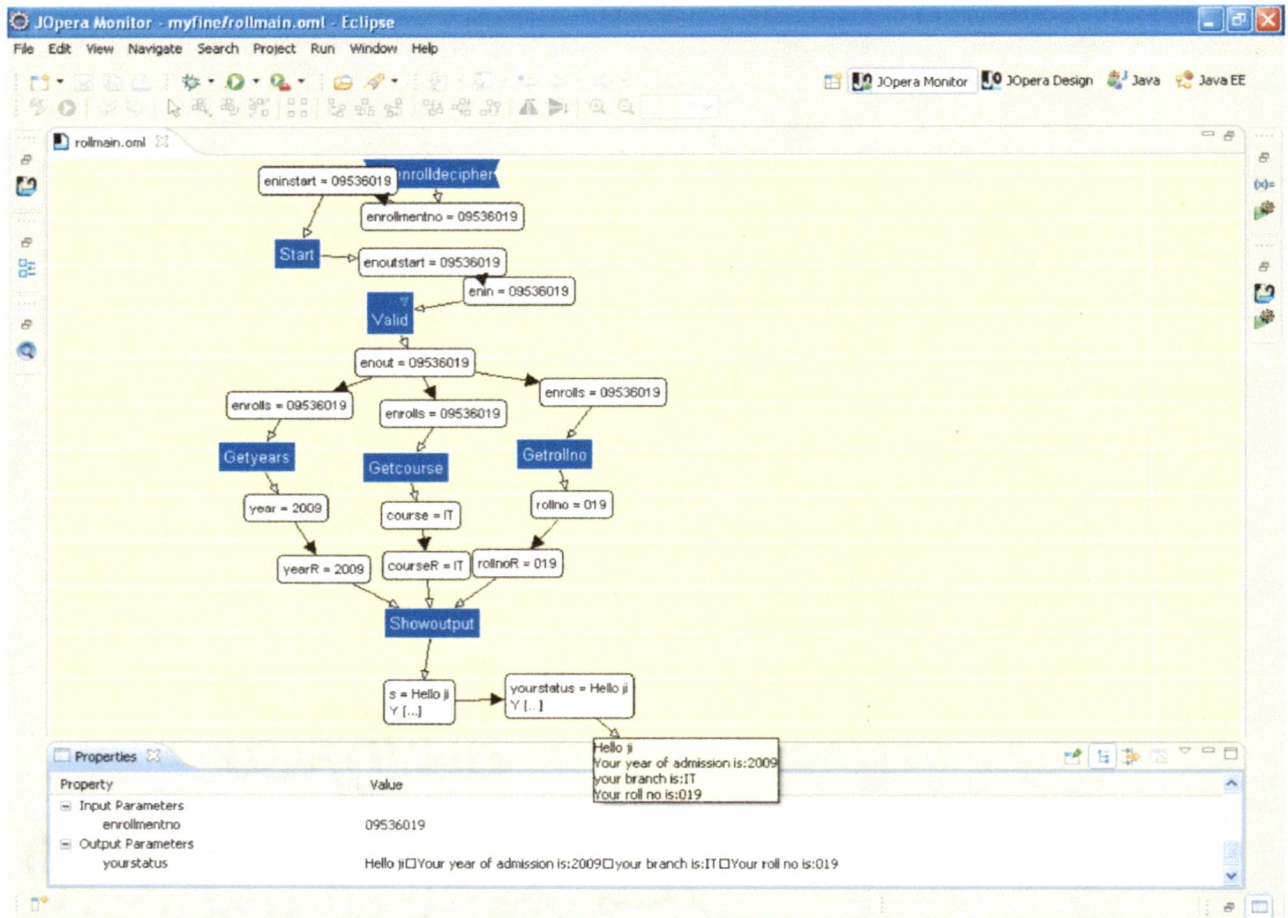 JOpera Monitor - myfine/rollmain.oml - Eclipse
File Edit View Navigate Search Project Run Window Help
JOpera Monitor JOpera Design Java Java EE
rollmain.oml
eninstart = 09536019
enrolldecipher
enrollmentno = 09536019
Start
enoutstart = 09536019
enin = 09536019
Valid
enout = 09536019
enrolls = 09536019
enrolls = 09536019
enrolls = 09536019
Getyears
Getcourse
Getrollno
year = 2009
course = IT
rollno = 019
yearR = 2009
courseR = IT
rollnoR = 019
Showoutput
s = Hello ji
Y [...]
yourstatus = Hello ji
Y [...]
Hello ji
Your year of admission is:2009
your branch is:IT
Your roll no is:019
Properties
Property Value
Input Parameters
enrollmentno 09536019
Output Parameters
yourstatus Hello ji□Your year of admission is:2009□your branch is:IT□Your roll no is:019